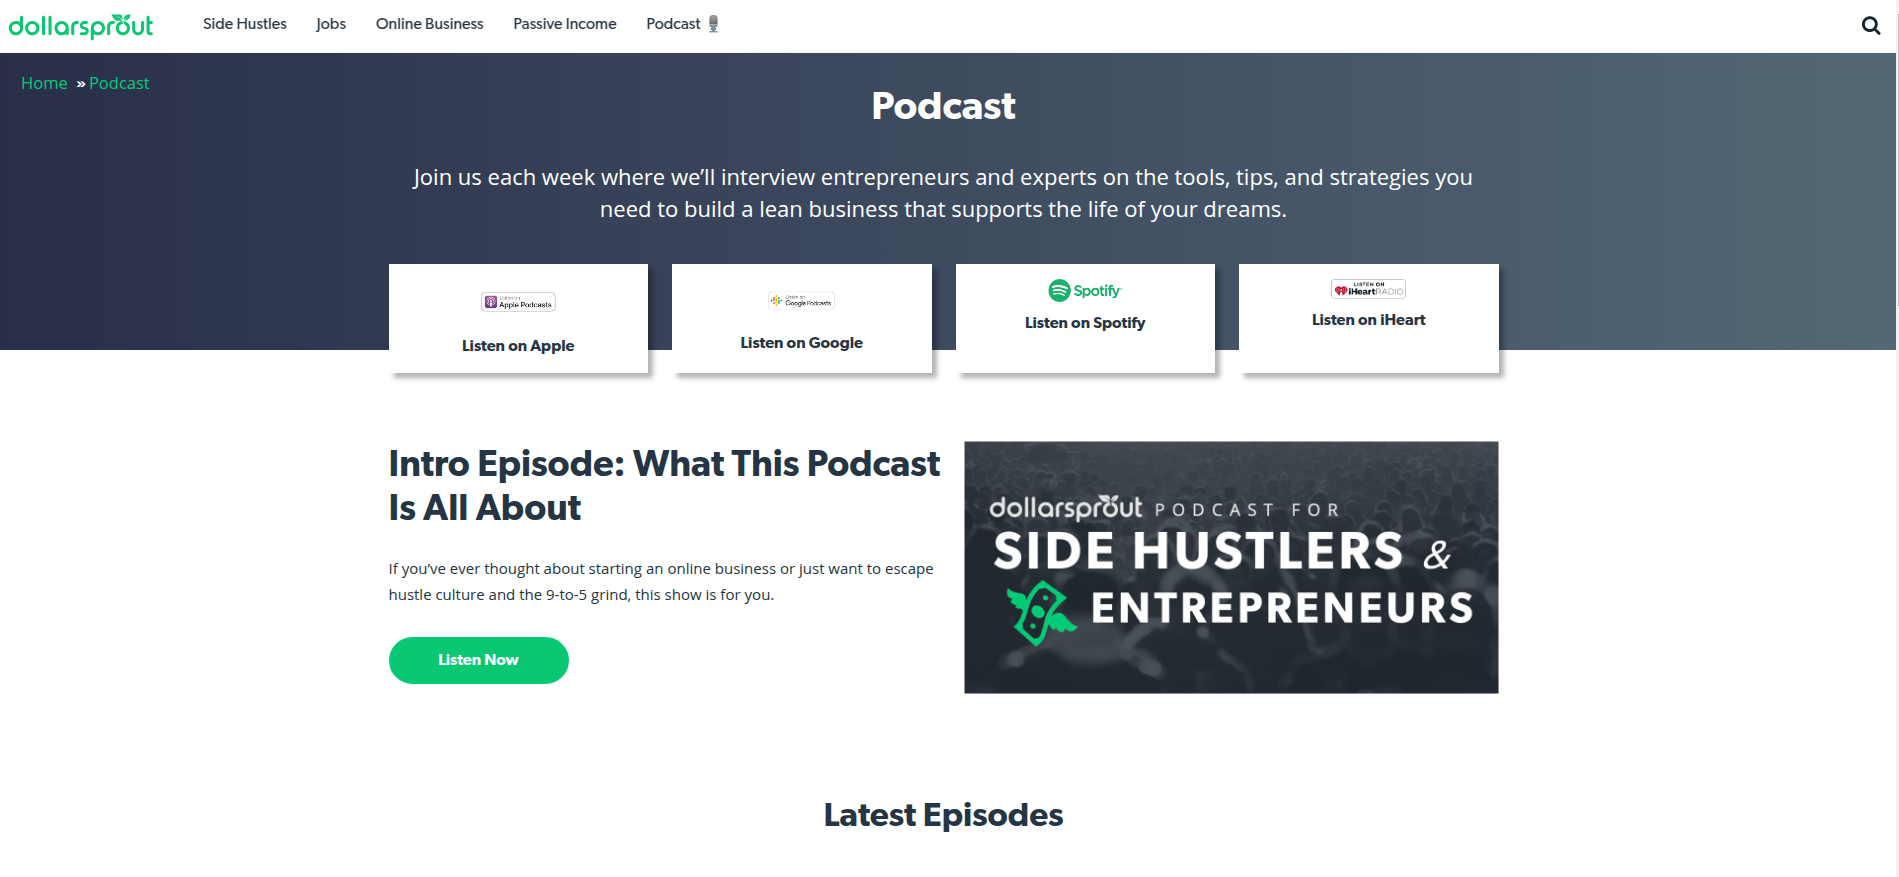 dollarsprout
Side Hustles Jobs Online Business Passive Income Podcast
Home » Podcast
Podcast
Join us each week where we’ll interview entrepreneurs and experts on the tools, tips, and strategies you
need to build a lean business that supports the life of your dreams.
Listen on
Apple Podcasts
Listen on Apple
Listen on
Google Podcasts
Listen on Google
Spotify
Listen on Spotify
LISTEN ON
iHeartRADIO
Listen on iHeart
Intro Episode: What This Podcast
Is All About
If you’ve ever thought about starting an online business or just want to escape
hustle culture and the 9-to-5 grind, this show is for you.
Listen Now
dollarsprout PODCAST FOR
SIDE HUSTLERS &
ENTREPRENEURS
Latest Episodes